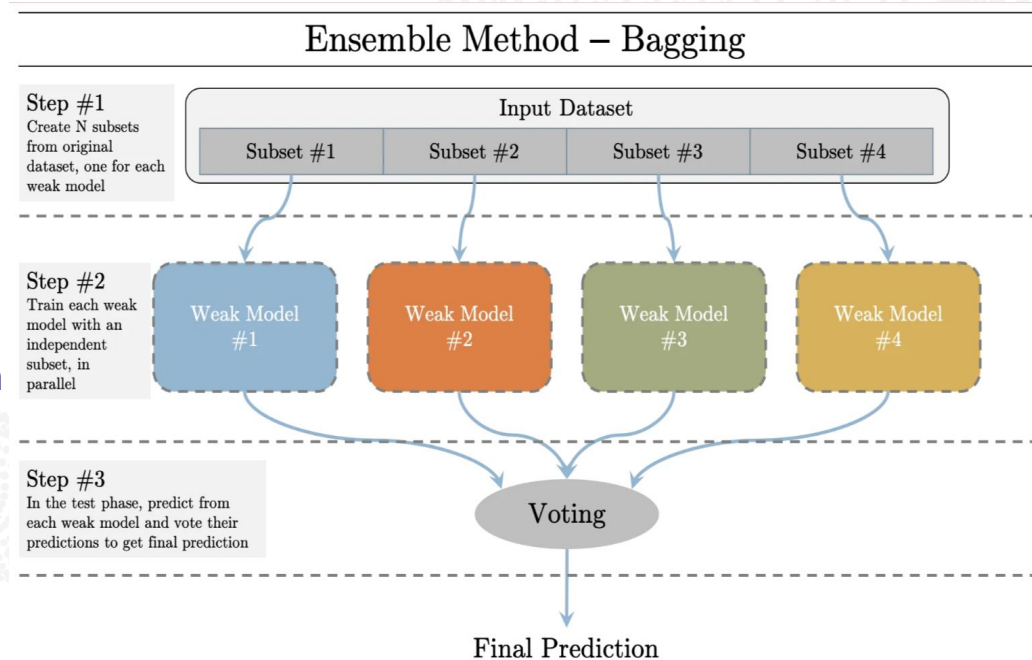 Ensemble Method – Bagging
Step #1
Create N subsets
from original
dataset, one for each
weak model
Input Dataset
Subset #1
Subset #2
Subset #3
Subset #4
Step #2
Train each weak
model with an
independent
subset, in
parallel
Weak Model
#1
Weak Model
#2
Weak Model
#3
Weak Model
#4
Step #3
In the test phase, predict from
each weak model and vote their
predictions to get final prediction
Voting
Final Prediction